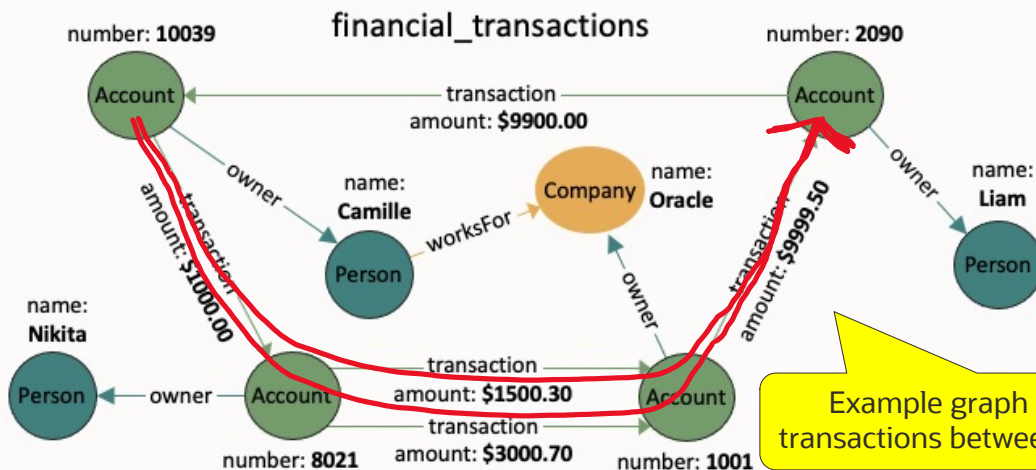 financial_transactions
number: 10039
number: 2090
Account
transaction
amount: $9900.00
Account
owner
name:
Camille
Company
name:
Oracle
owner
name:
Liam
transaction
amount: $1000.00
Person
worksFor
transaction
amount: $9999.50
Person
name:
Nikita
owner
Person
owner
Account
transaction
amount: $1500.30
Account
transaction
amount: $3000.70
number: 8021
number: 1001
Example graph
transactions betwee